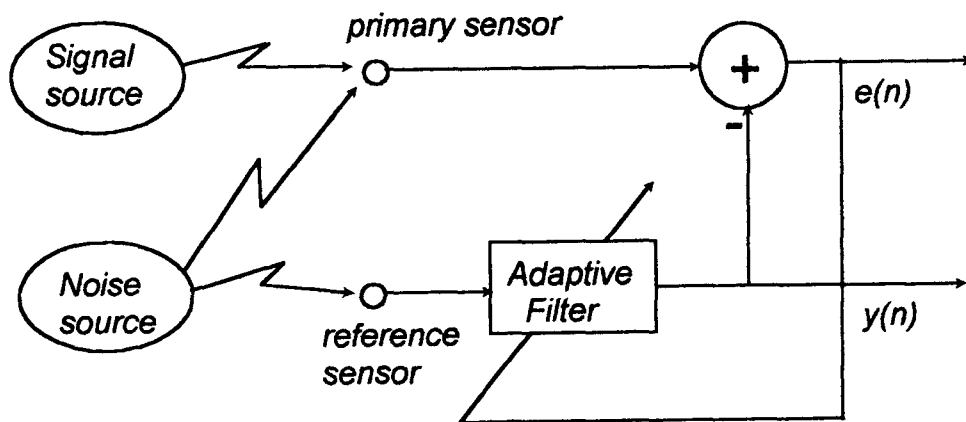 Signal
source
primary sensor
+
e(n)
-
Noise
source
reference
sensor
Adaptive
Filter
y(n)